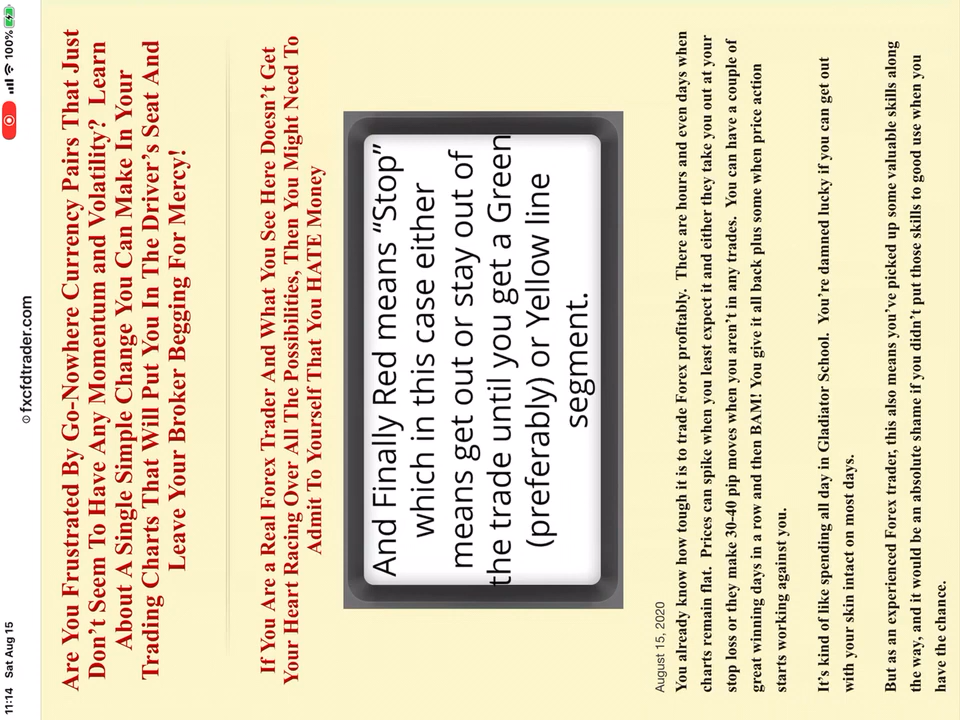 11:14 Sat Aug 15
fxcfdtrader.com
100%
Are You Frustrated By Go-Nowhere Currency Pairs That Just
Don't Seem To Have Any Momentum and Volatility? Learn
About A Single Simple Change You Can Make In Your
Trading Charts That Will Put You In The Driver's Seat And
Leave Your Broker Begging For Mercy!
If You Are a Real Forex Trader And What You See Here Doesn't Get
Your Heart Racing Over All The Possibilities, Then You Might Need To
Admit To Yourself That You HATE Money
And Finally Red means “Stop”
which in this case either
means get out or stay out of
the trade until you get a Green
(preferably) or Yellow line
segment.
August 15, 2020
You already know how tough it is to trade Forex profitably. There are hours and even days when
charts remain flat. Prices can spike when you least expect it and either they take you out at your
stop loss or they make 30-40 pip moves when you aren't in any trades. You can have a couple of
great winning days in a row and then BAM! You give it all back plus some when price action
starts working against you.
It's kind of like spending all day in Gladiator School. You're damned lucky if you can get out
with your skin intact on most days.
But as an experienced Forex trader, this also means you've picked up some valuable skills along
the way, and it would be an absolute shame if you didn't put those skills to good use when you
have the chance.